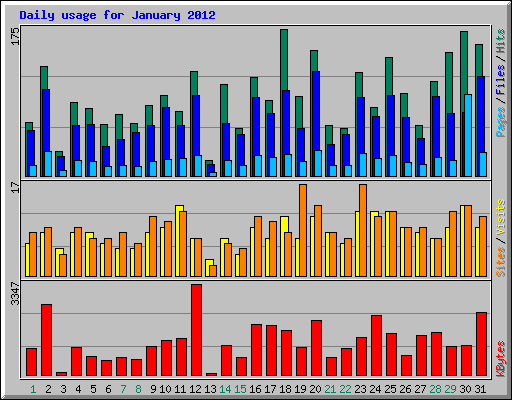 Daily usage for January 2012
175
Pages / Files / Hits
17
Sites / Visits
3347
KBytes
1 2 3 4 5 6 7 8 9 10 11 12 13 14 15 16 17 18 19 20 21 22 23 24 25 26 27 28 29 30 31